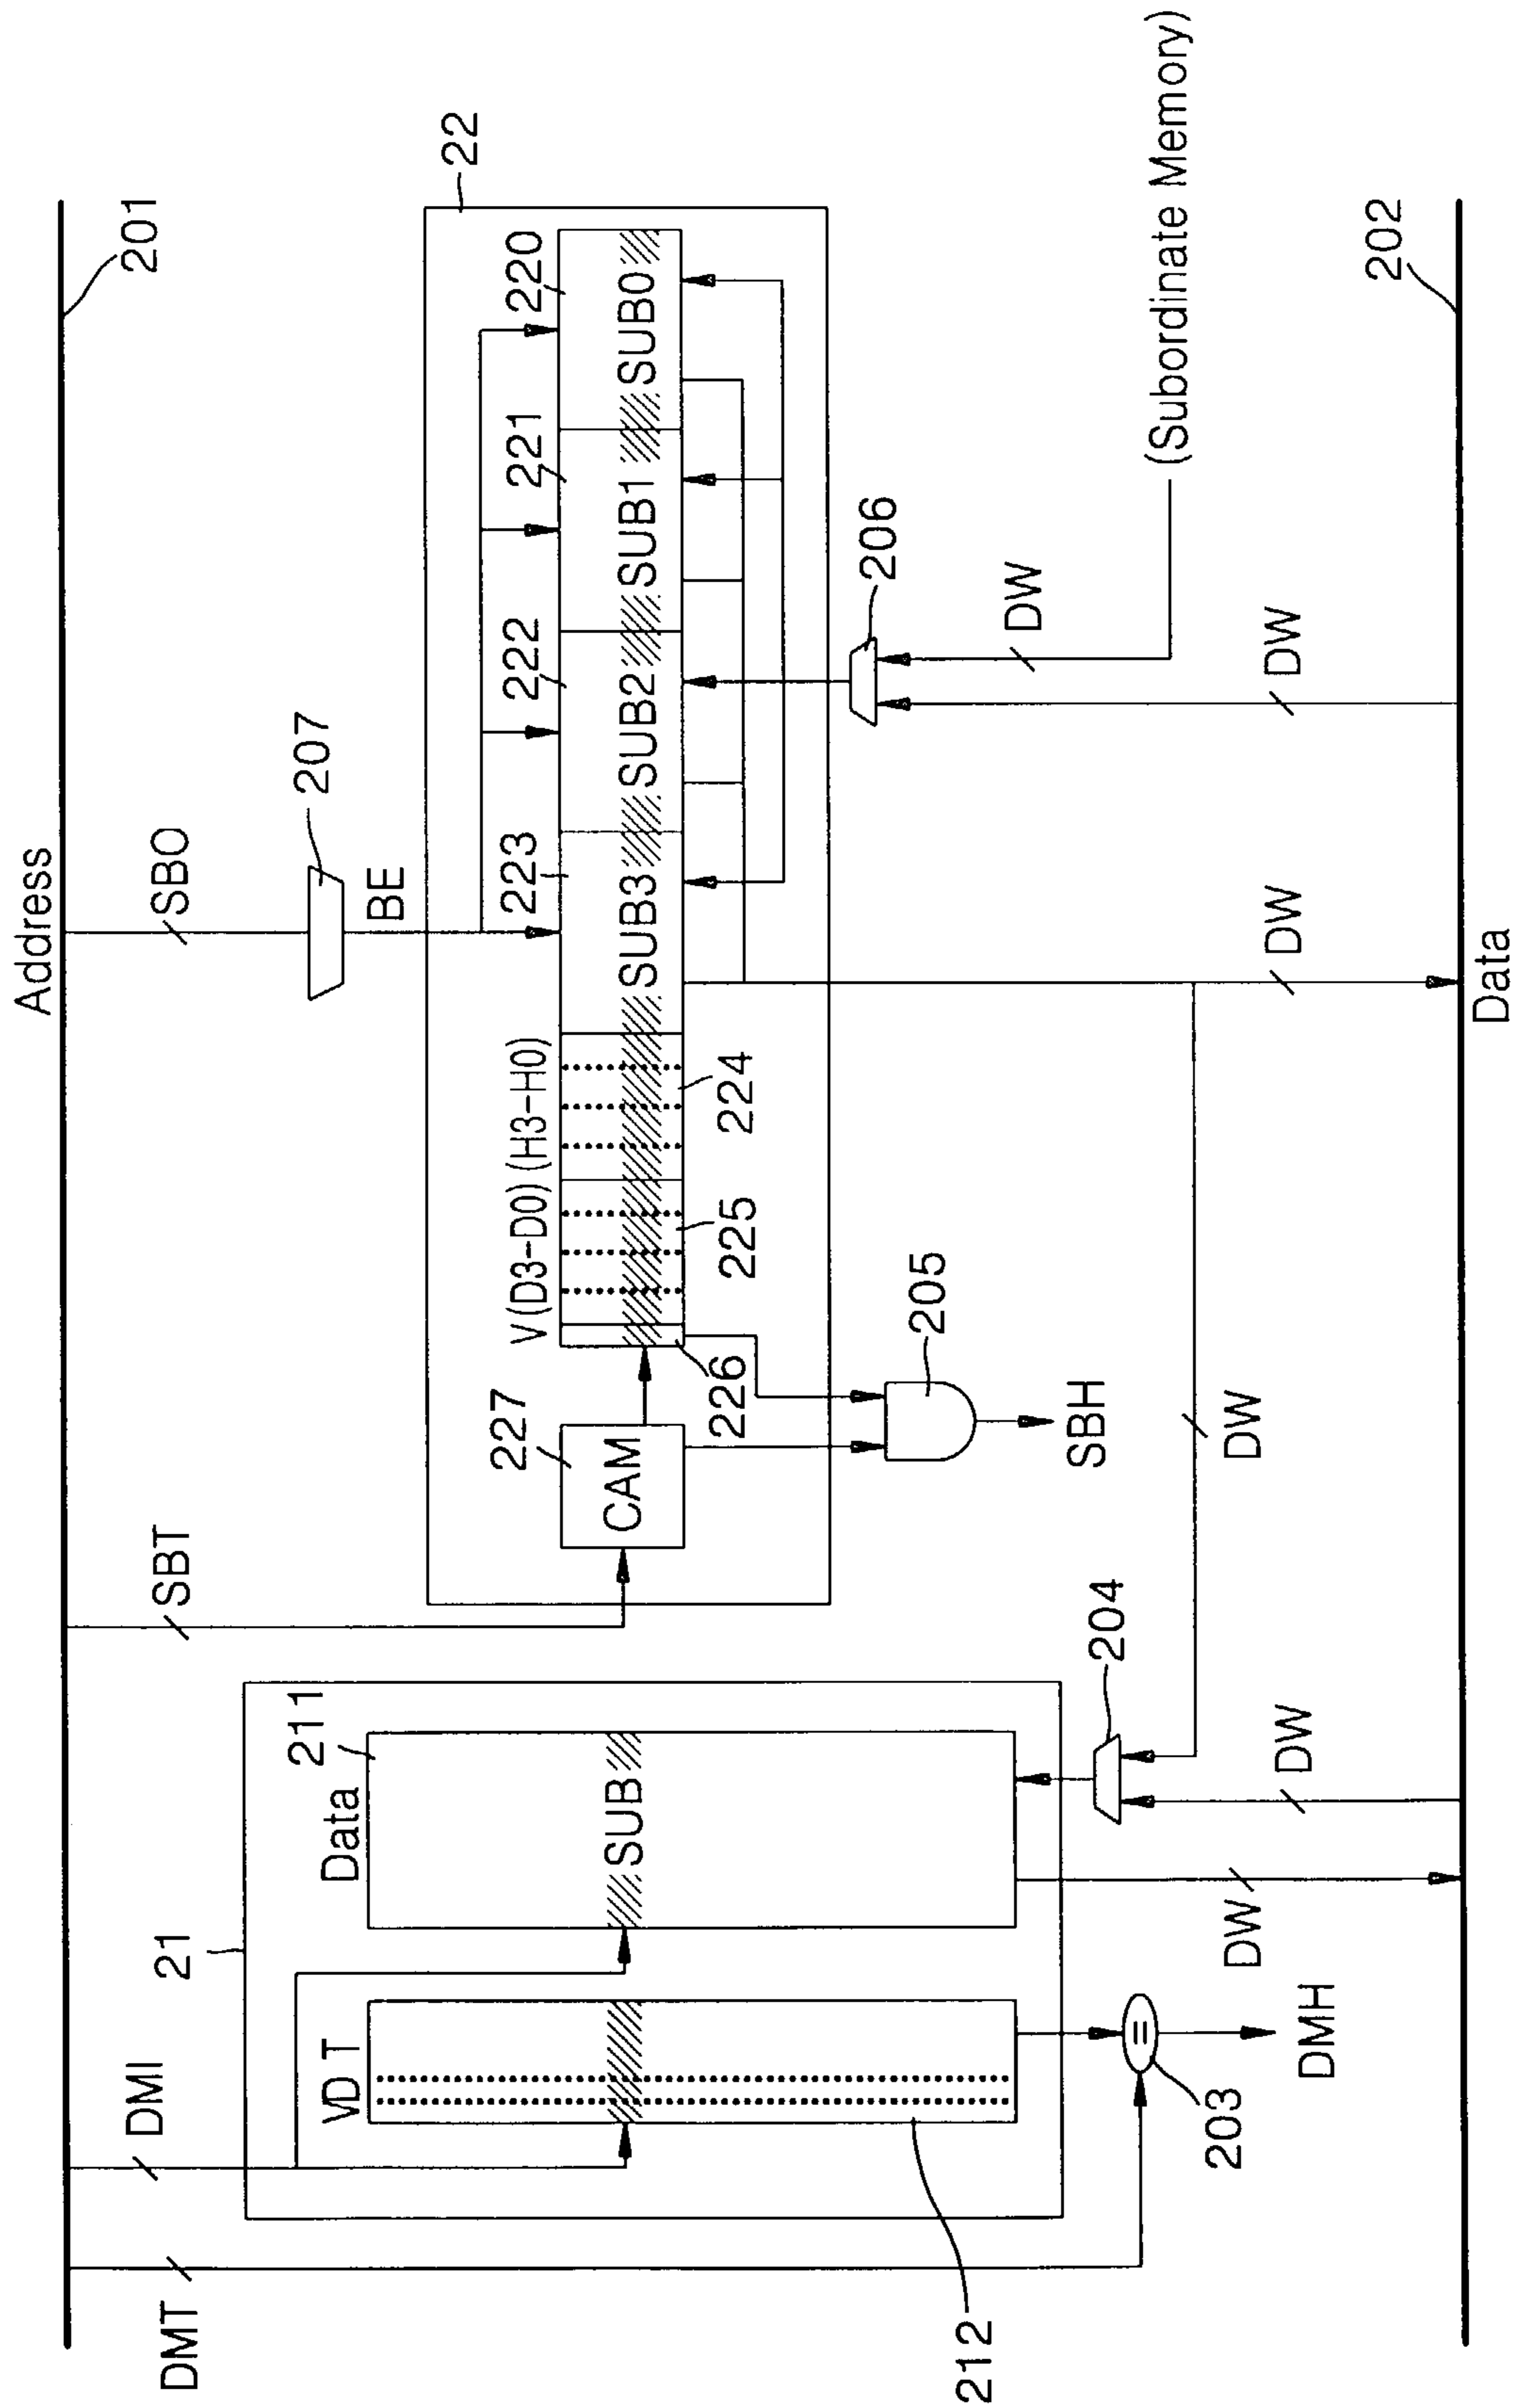 Address
201
DMT
DMI
SBT
SBO
207
BE
22
21
VD T
Data
211
SUB
212
227
CAM
V (D3-D0) (H3-H0)
223
222
221
220
SUB3
SUB2
SUB1
SUB0
226
225
224
205
SBH
206
DW
(Subordinate Memory)
DW
DW
DW
204
DW
DW
203
DMH
202
Data